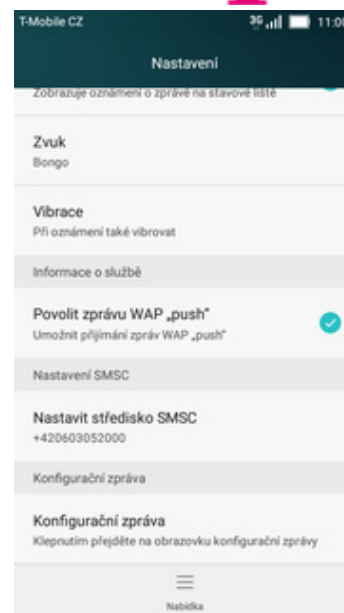 T-Mobile CZ 3G 11:00
Nastavení
Zobrazuje oznámení o zprávě na stavové liště
Zvuk
Bongo
Vibrace
Při oznámení také vibrovat
Informace o službě
Povolit zprávu WAP „push“
Umožnit přijímání zpráv WAP „push“
Nastavení SMSC
Nastavit středisko SMSC
+420603052000
Konfigurační zpráva
Konfigurační zpráva
Klepnutím přejděte na obrazovku konfigurační zprávy
Nabídka